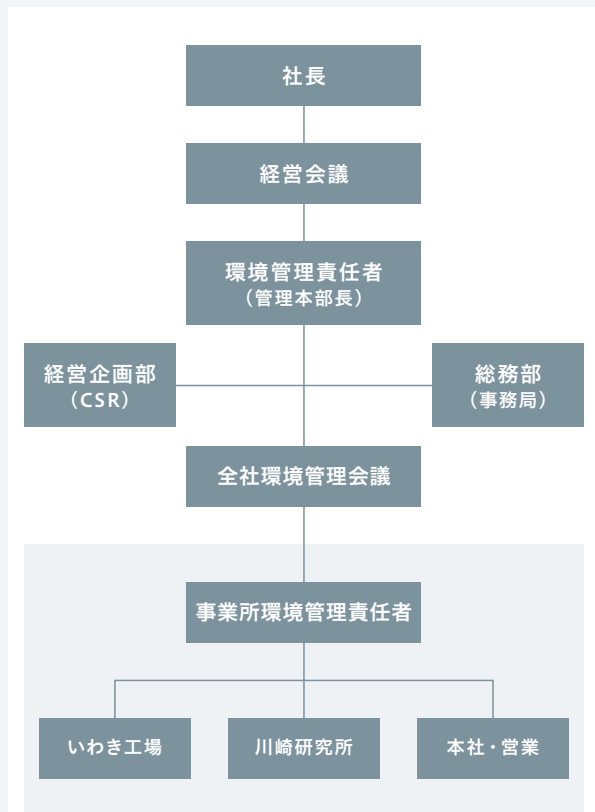 社長
経営会議
環境管理責任者
（管理本部長）
経営企画部
（CSR）
総務部
（事務局）
全社環境管理会議
事業所環境管理責任者
いわき工場
川崎研究所
本社・営業